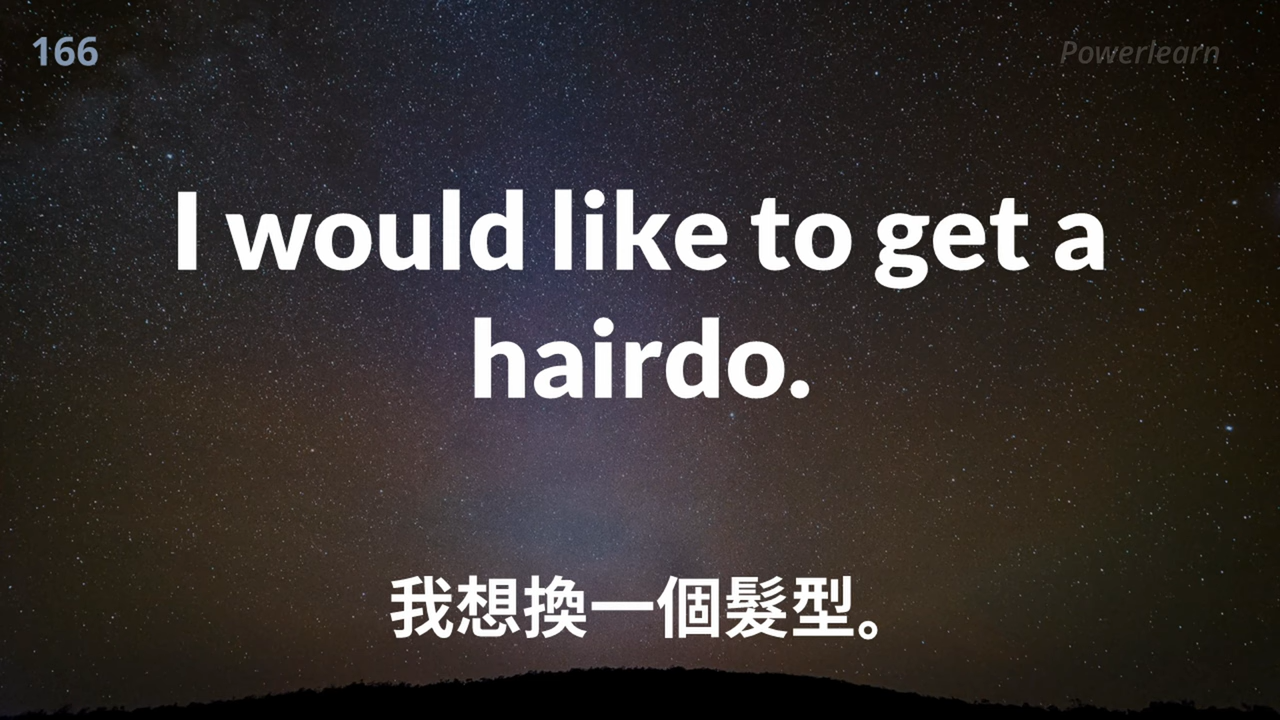 166
Powerlearn
I would like to get a
hairdo.
我想換一個髮型。